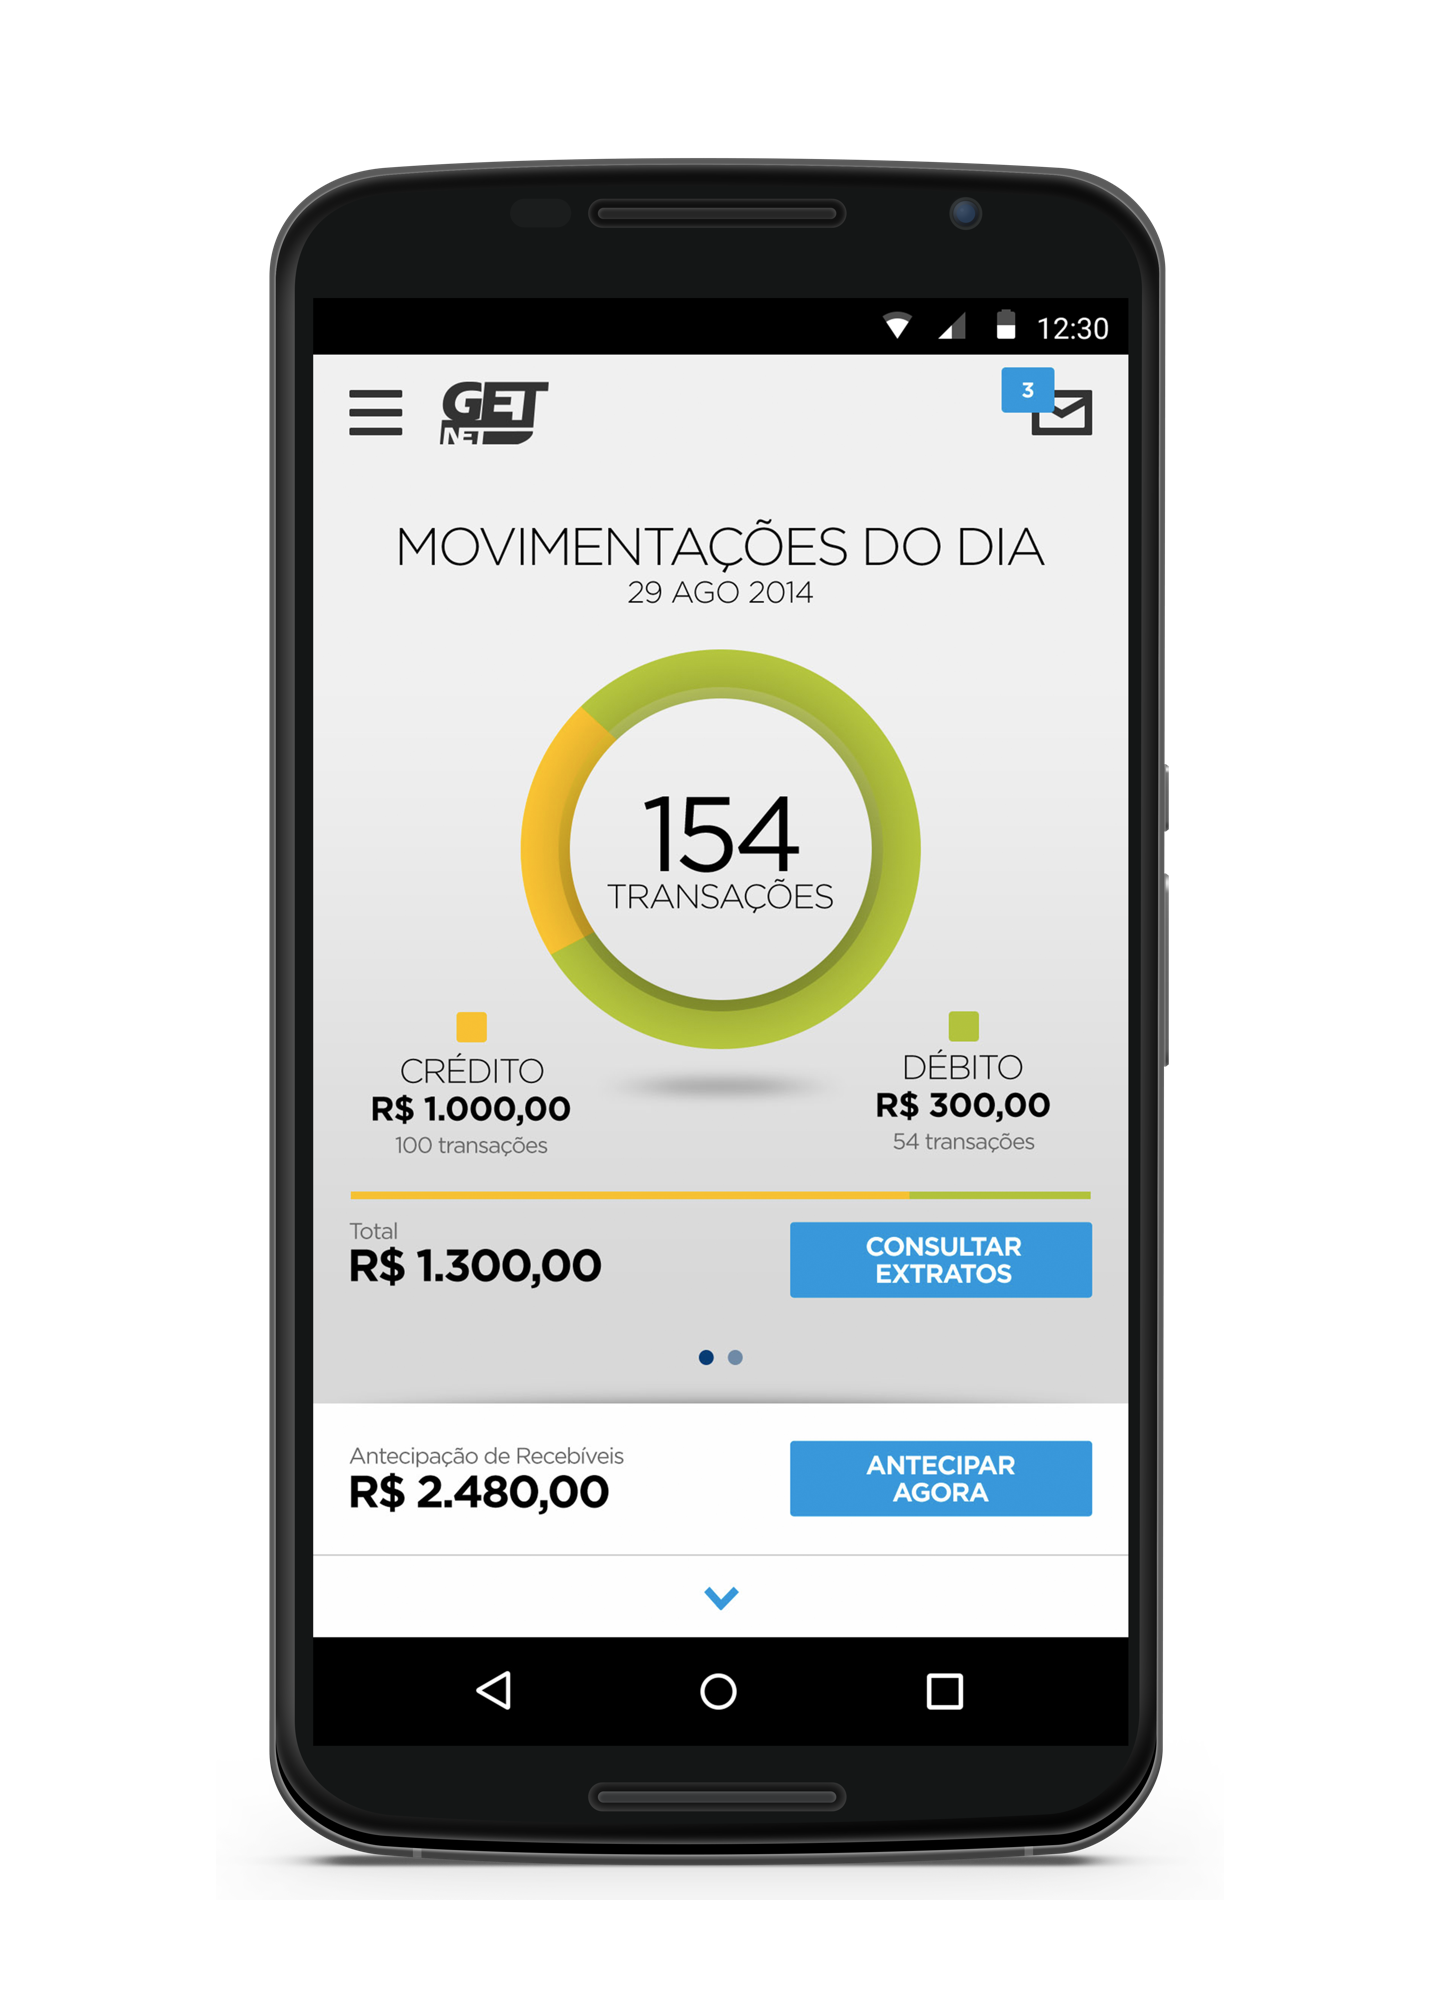 12:30
GET
NET
3
MOVIMENTAÇÕES DO DIA
29 AGO 2014
154
TRANSAÇÕES
CRÉDITO
R$ 1.000,00
100 transações
DÉBITO
R$ 300,00
54 transações
Total
R$ 1.300,00
CONSULTAR
EXTRATOS
Antecipação de Recebíveis
R$ 2.480,00
ANTECIPAR
AGORA